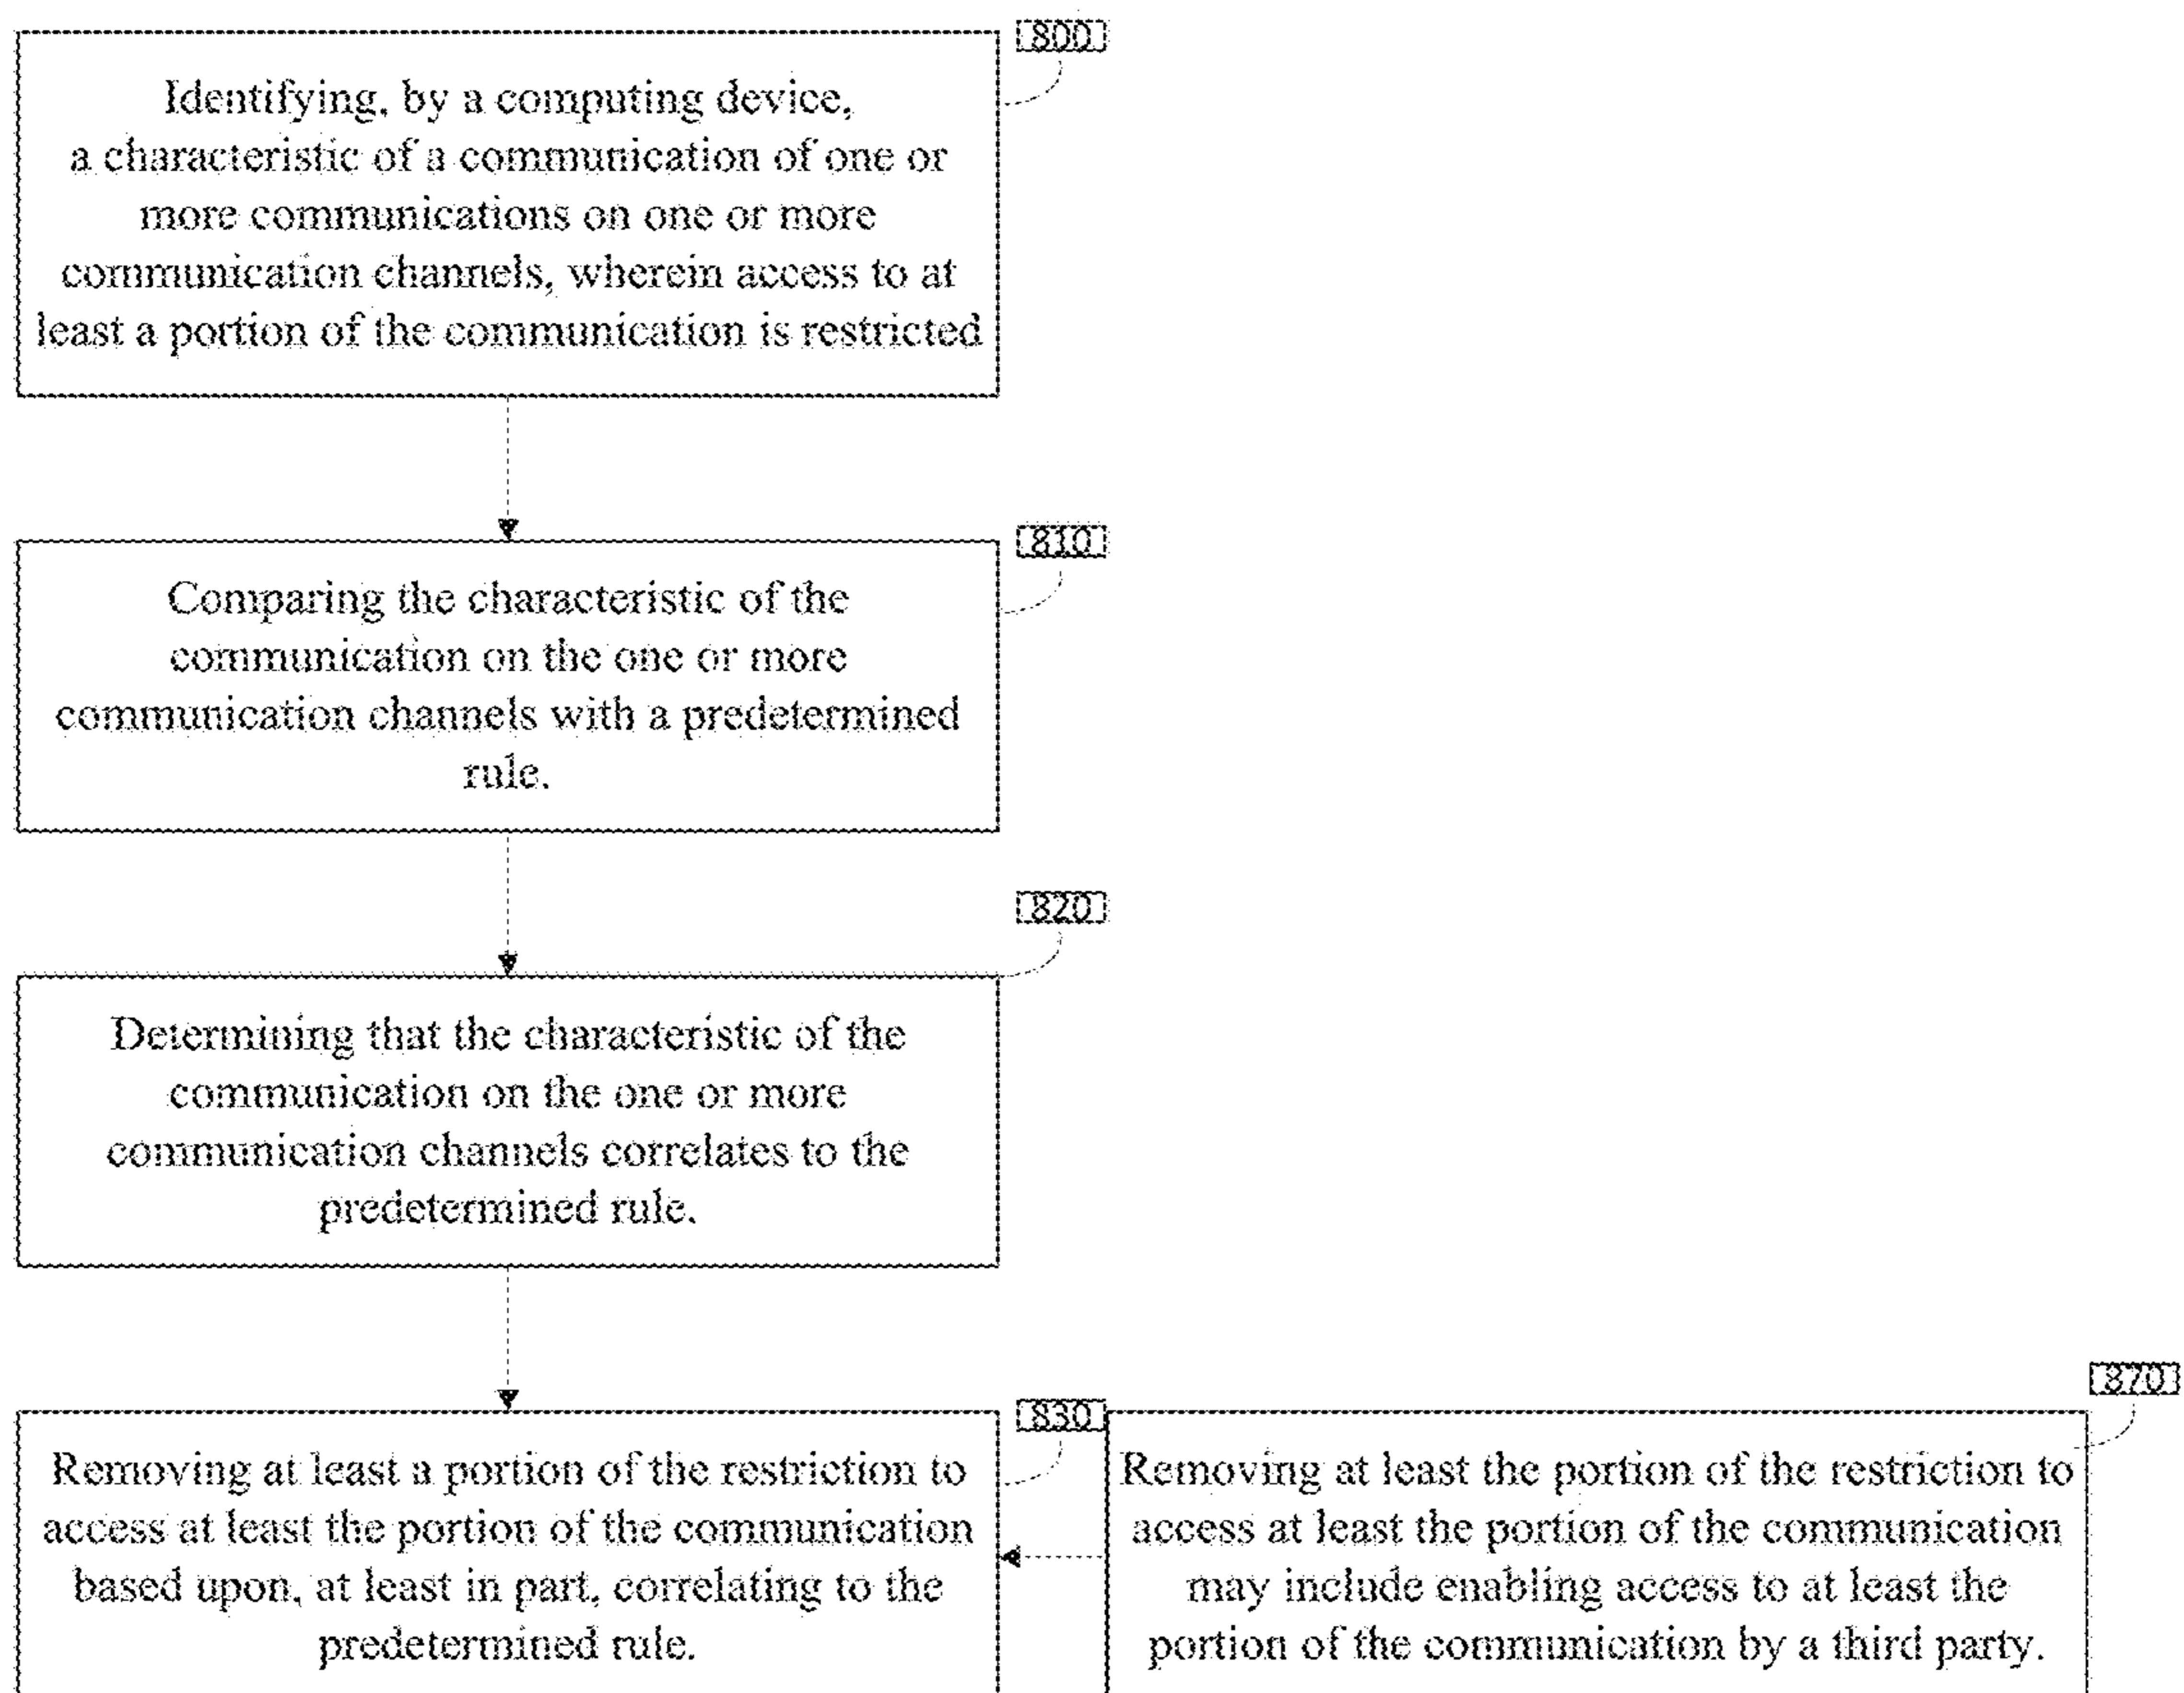 800
Identifying, by a computing device,
a characteristic of a communication of one or
more communications on one or more
communication channels, wherein access to at
least a portion of the communication is restricted
810
Comparing the characteristic of the
communication on the one or more
communication channels with a predetermined
rule.
820
Determining that the characteristic of the
communication on the one or more
communication channels correlates to the
predetermined rule.
830
Removing at least a portion of the restriction to
access at least the portion of the communication
based upon, at least in part, correlating to the
predetermined rule.
870
Removing at least the portion of the restriction to
access at least the portion of the communication
may include enabling access to at least the
portion of the communication by a third party.